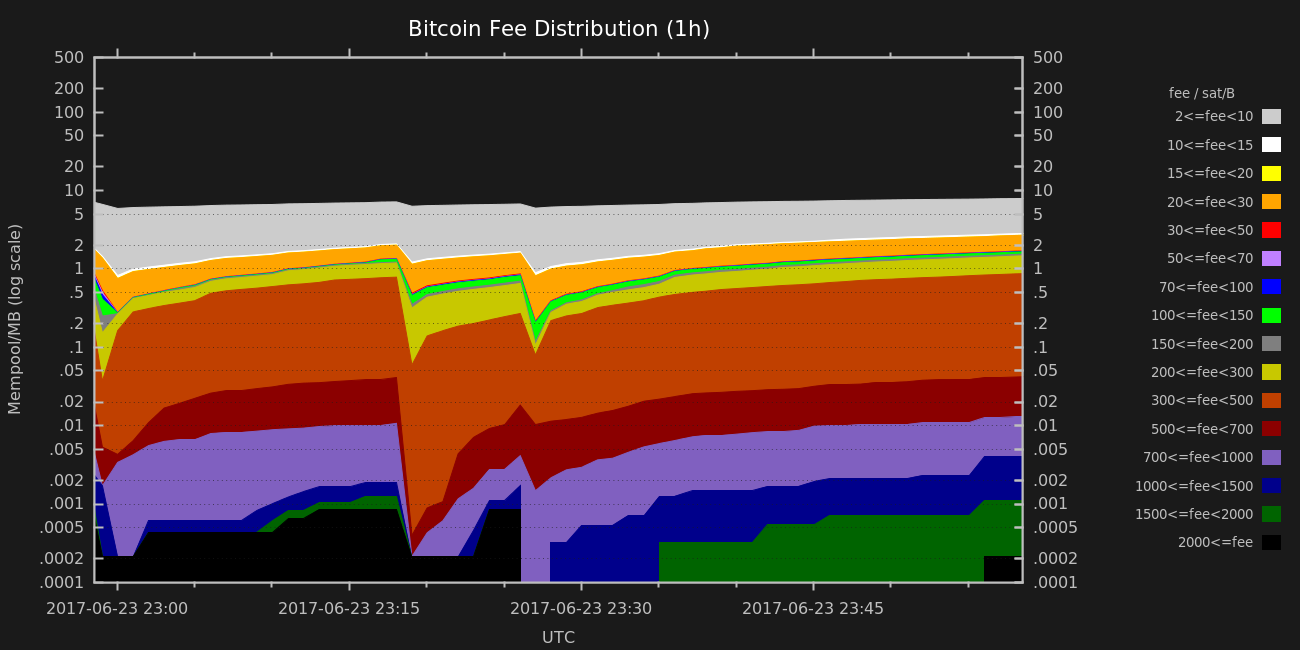 Bitcoin Fee Distribution (1h)
500
200
100
50
20
10
5
2
1
.5
.2
.1
.05
.02
.01
.005
.002
.001
.0005
.0002
.0001
Mempool/MB (log scale)
500
200
100
50
20
10
5
2
1
.5
.2
.1
.05
.02
.01
.005
.002
.001
.0005
.0002
.0001
2017-06-23 23:00
2017-06-23 23:15
2017-06-23 23:30
2017-06-23 23:45
UTC
fee / sat/B
2<=fee<10
10<=fee<15
15<=fee<20
20<=fee<30
30<=fee<50
50<=fee<70
70<=fee<100
100<=fee<150
150<=fee<200
200<=fee<300
300<=fee<500
500<=fee<700
700<=fee<1000
1000<=fee<1500
1500<=fee<2000
2000<=fee